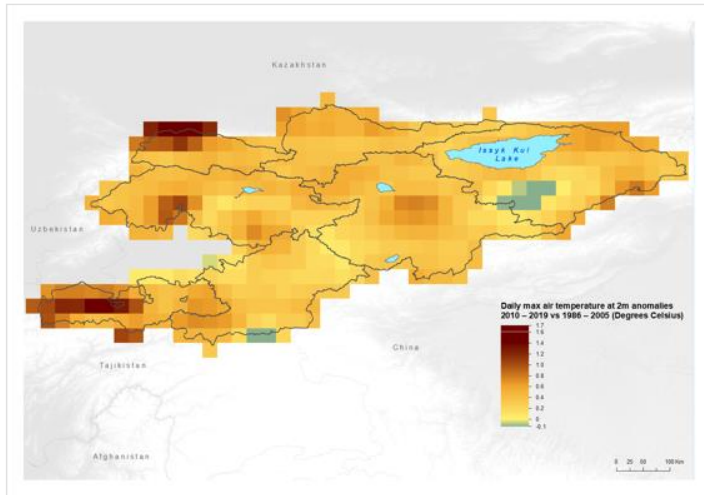 Kazakhstan
Issyk Kul
Lake
Uzbekistan
Daily max air temperature at 2m anomalies
2010 – 2019 vs 1986 – 2005 (Degrees Celsius)
1.7
1.6
1.4
1.2
1
0.8
0.6
0.4
0.2
0
-0.1
China
Tajikistan
Afghanistan
0 25 50 100 Km